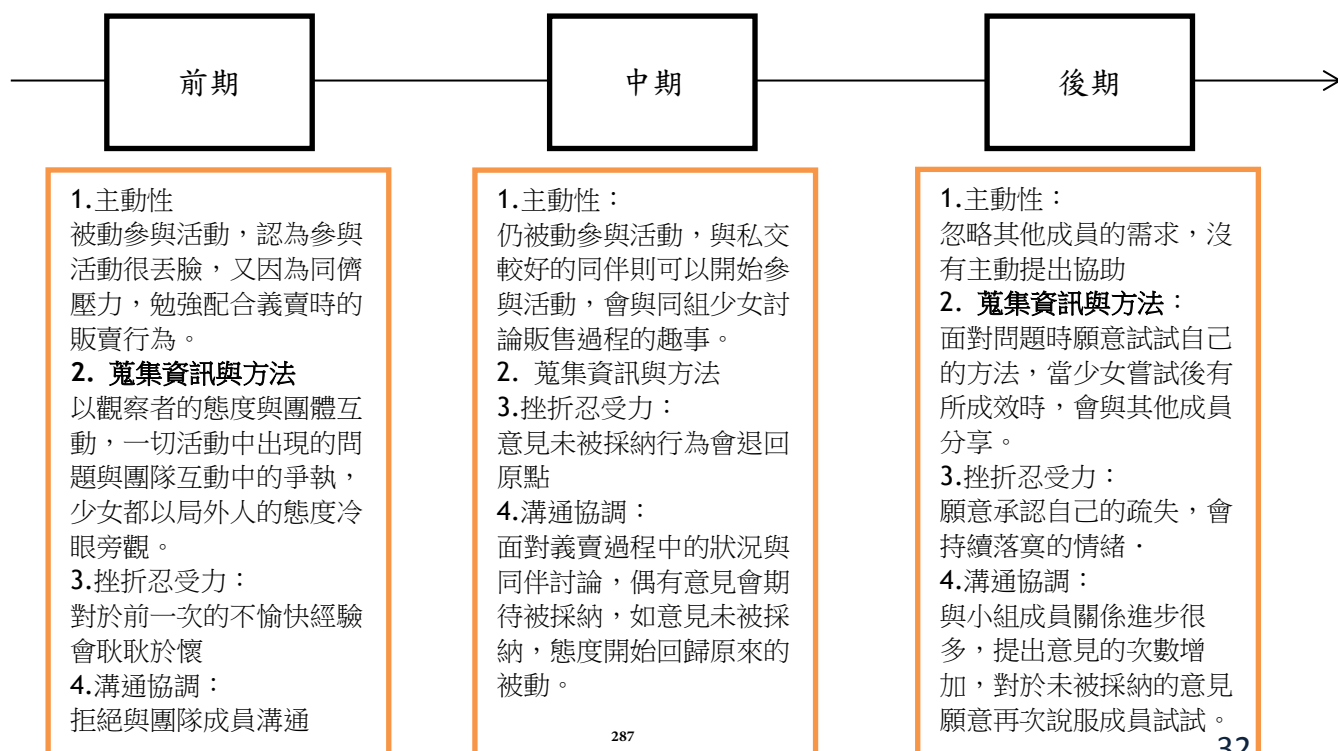 前期
中期
後期
1.主動性
被動參與活動，認為參與
活動很丟臉，又因為同儕
壓力，勉強配合義賣時的
販賣行為。
2. 蒐集資訊與方法
以觀察者的態度與團體互
動，一切活動中出現的問
題與團隊互動中的爭執，
少女都以局外人的態度冷
眼旁觀。
3.挫折忍受力：
對於前一次的不愉快經驗
會耿耿於懷
4.溝通協調：
拒絕與團隊成員溝通
1.主動性：
仍被動參與活動，與私交
較好的同伴則可以開始參
與活動，會與同組少女討
論販售過程的趣事。
2. 蒐集資訊與方法
3.挫折忍受力：
意見未被採納行為會退回
原點
4.溝通協調：
面對義賣過程中的狀況與
同伴討論，偶有意見會期
待被採納，如意見未被採
納，態度開始回歸原來的
被動。
287
1.主動性：
忽略其他成員的需求，沒
有主動提出協助
2. 蒐集資訊與方法：
面對問題時願意試試自己
的方法，當少女嘗試後有
所成效時，會與其他成員
分享。
3.挫折忍受力：
願意承認自己的疏失，會
持續落寞的情緒．
4.溝通協調：
與小組成員關係進步很
多，提出意見的次數增
加，對於未被採納的意見
願意再次說服成員試試。
32